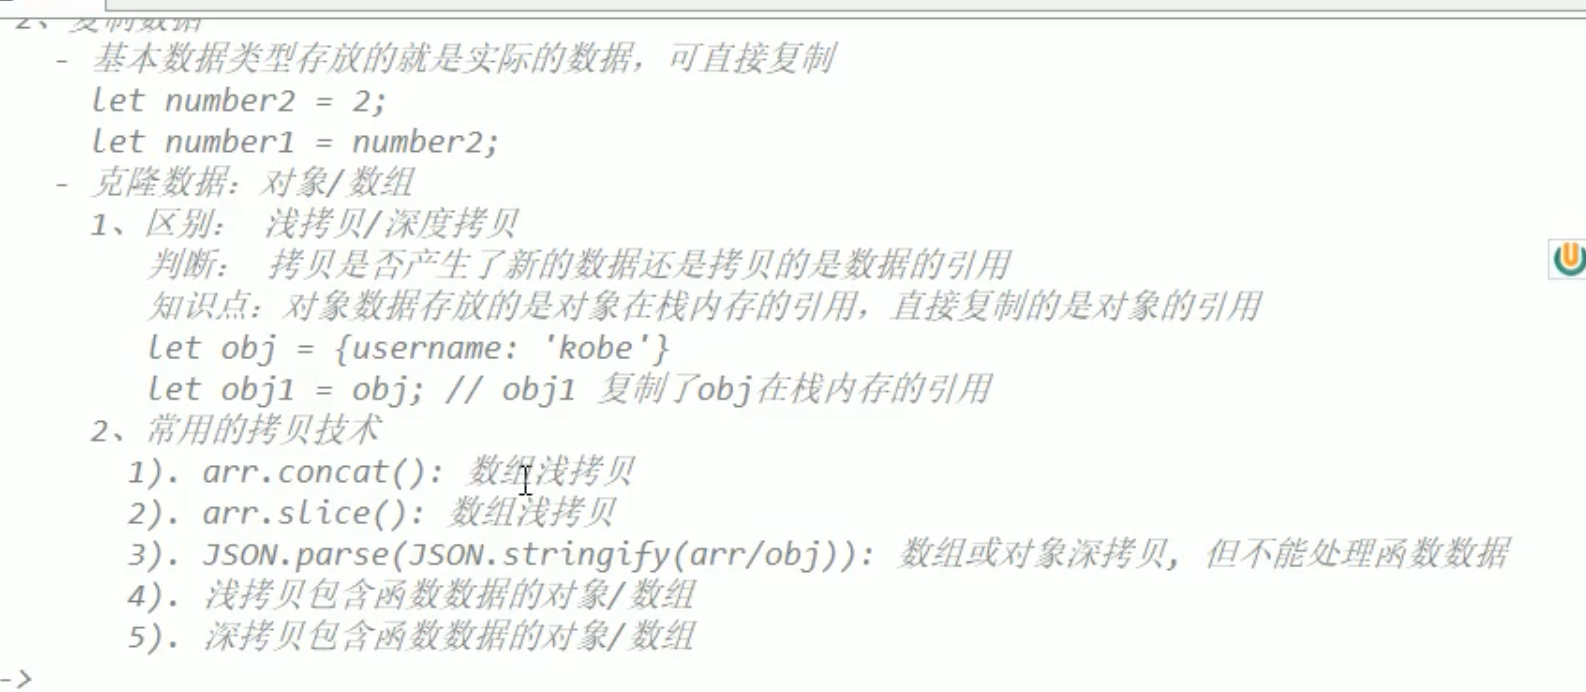 2、复制数据
- 基本数据类型存放的就是实际的数据，可直接复制
let number2 = 2;
let number1 = number2;
- 克隆数据：对象/数组
1、区别： 浅拷贝/深度拷贝
判断： 拷贝是否产生了新的数据还是拷贝的是数据的引用
知识点：对象数据存放的是对象在栈内存的引用，直接复制的是对象的引用
let obj = {username: 'kobe'}
let obj1 = obj; // obj1 复制了obj在栈内存的引用
2、常用的拷贝技术
1). arr.concat(): 数组浅拷贝
2). arr.slice(): 数组浅拷贝
3). JSON.parse(JSON.stringify(arr/obj)): 数组或对象深拷贝, 但不能处理函数数据
4). 浅拷贝包含函数数据的对象/数组
5). 深拷贝包含函数数据的对象/数组
->